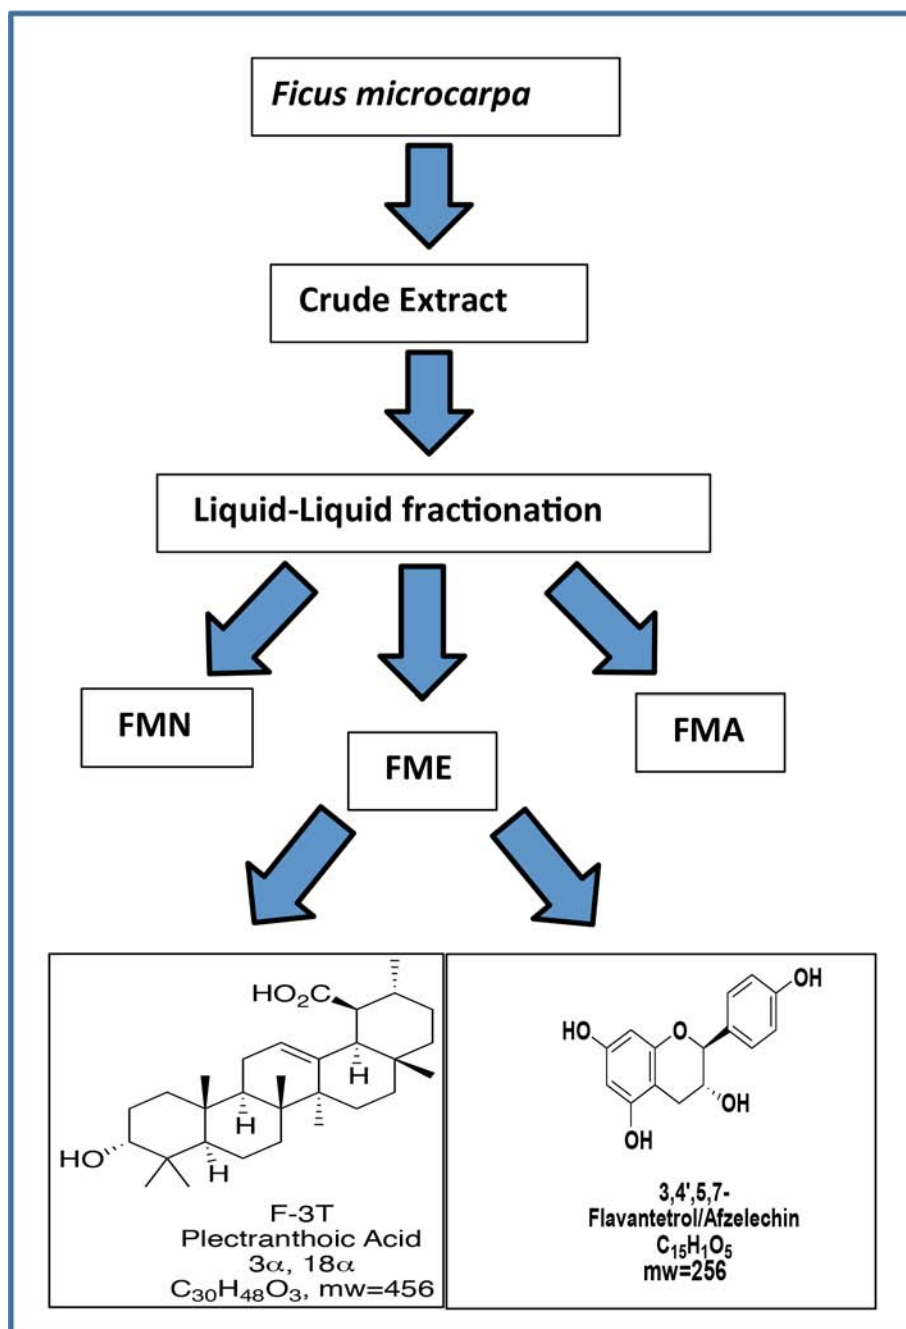 Ficus microcarpa
Crude Extract
Liquid-Liquid fractionation
FMN
FMA
FME
HO₂C
H
H
H
HO
F-3T
Plectranthoic Acid
3α, 18α
C₃₀H₄₈O₃, mw=456
OH
HO
O
OH
OH
3,4',5,7-
Flavantetrol/Afzelechin
C₁₅H₁O₅
mw=256